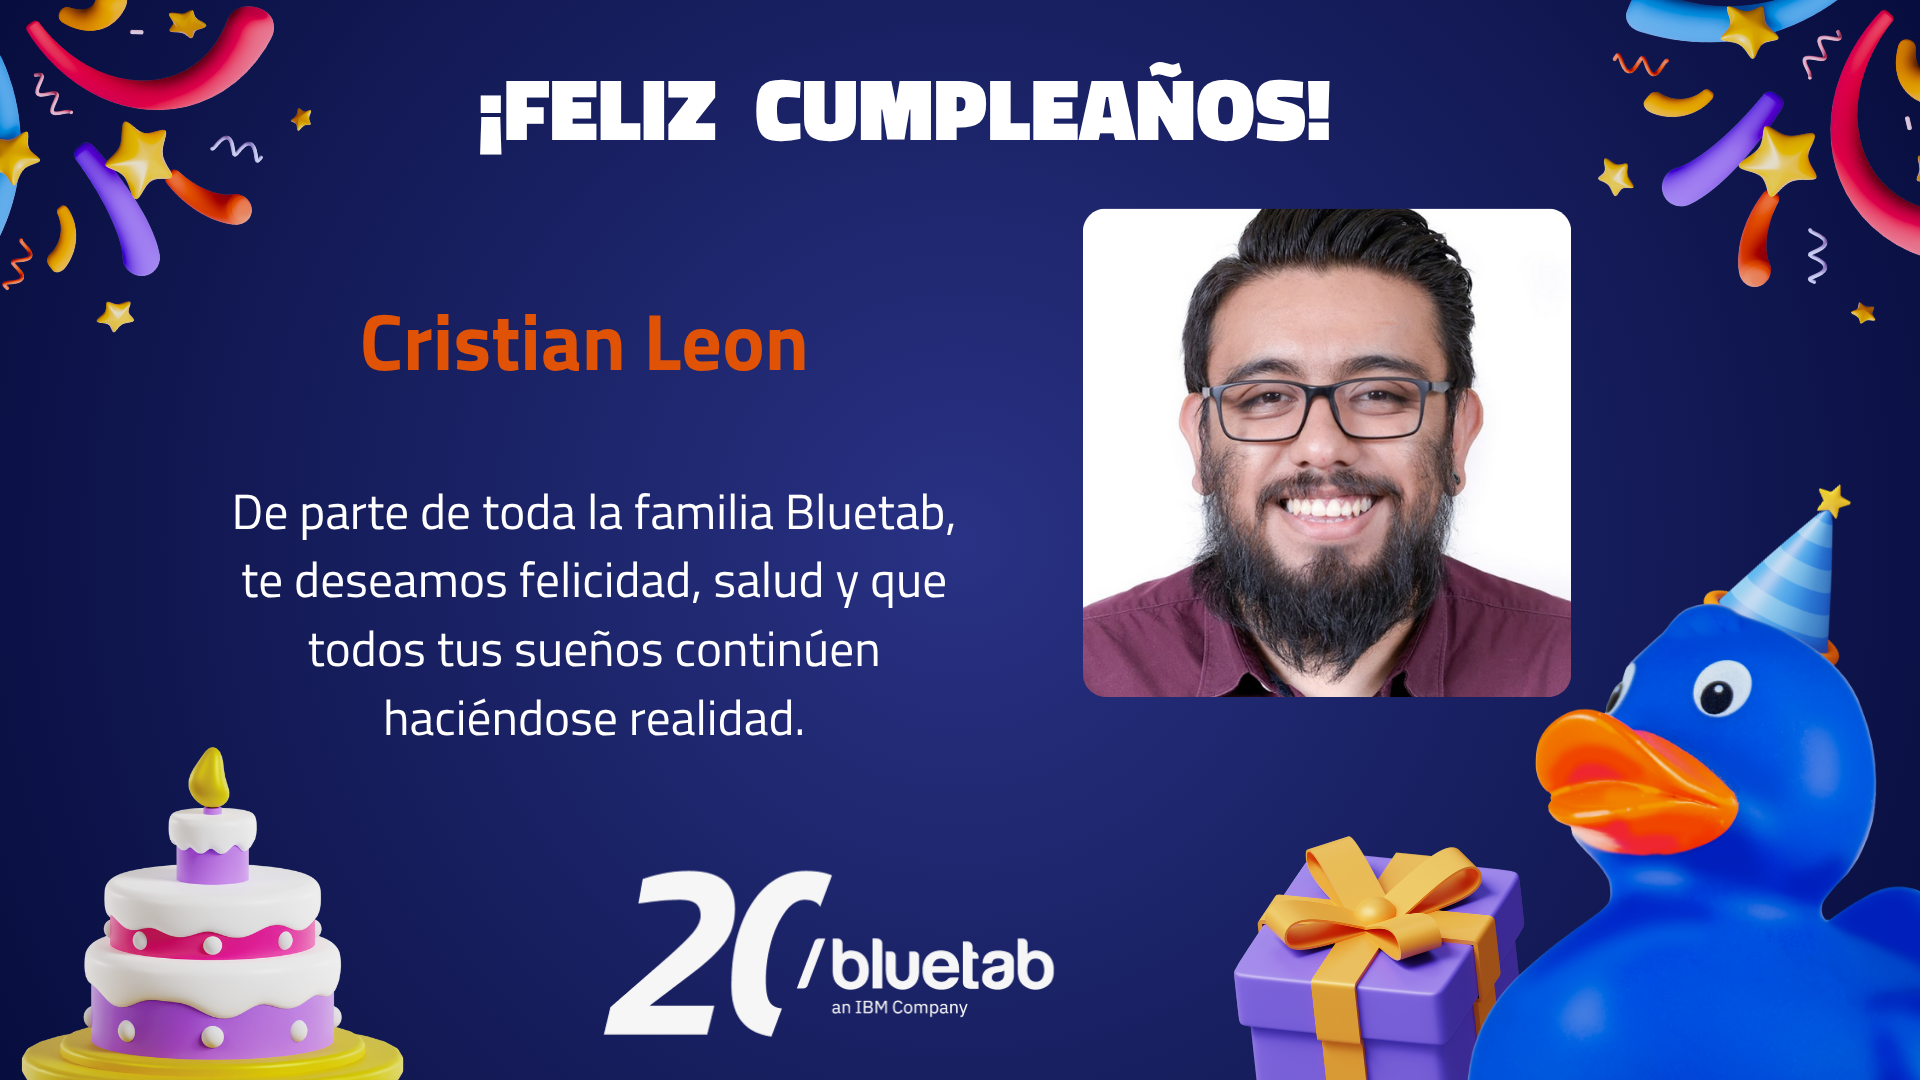 ¡FELIZ CUMPLEAÑOS!
Cristian Leon
De parte de toda la familia Bluetab,
te deseamos felicidad, salud y que
todos tus sueños continúen
haciéndose realidad.
20/bluetab
an IBM Company